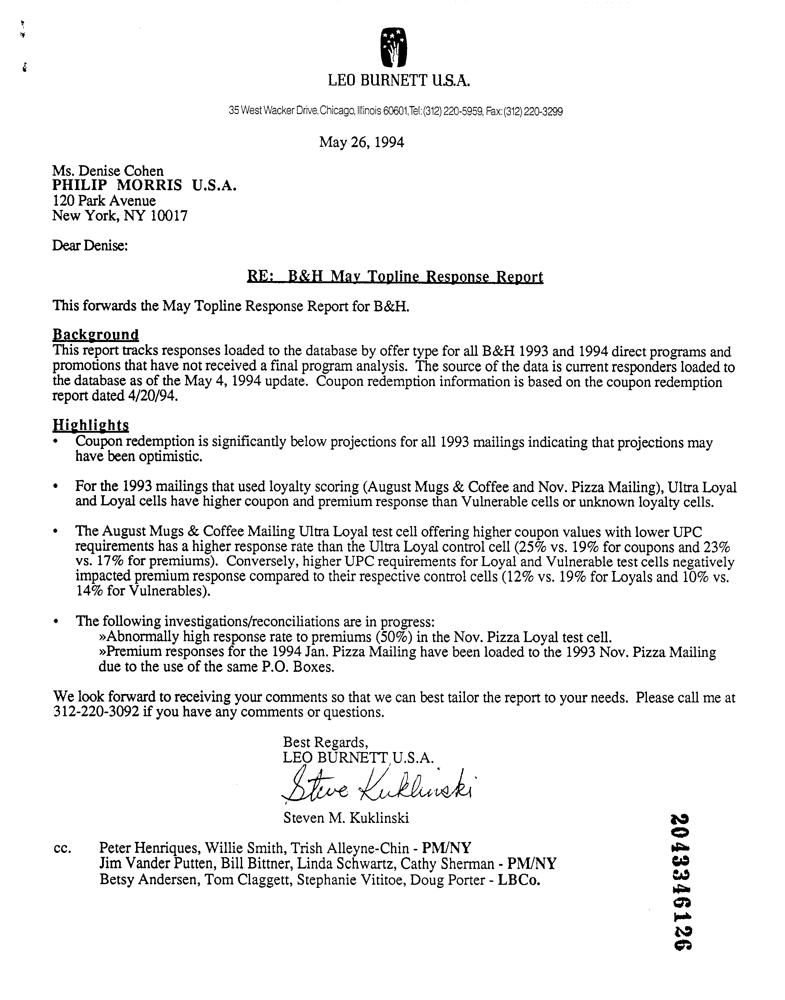 LEO BURNETT U.S.A.
35 West Wacker Drive, Chicago, Illinois 60601, Tel: (312) 220-5959, Fax: (312) 220-3299
May 26, 1994
Ms. Denise Cohen
PHILIP MORRIS U.S.A.
120 Park Avenue
New York, NY 10017
Dear Denise:
RE: B&H May Topline Response Report
This forwards the May Topline Response Report for B&H.
Background
This report tracks responses loaded to the database by offer type for all B&H 1993 and 1994 direct programs and
promotions that have not received a final program analysis. The source of the data is current responders loaded to
the database as of the May 4, 1994 update. Coupon redemption information is based on the coupon redemption
report dated 4/20/94.
Highlights
• Coupon redemption is significantly below projections for all 1993 mailings indicating that projections may
have been optimistic.
• For the 1993 mailings that used loyalty scoring (August Mugs & Coffee and Nov. Pizza Mailing), Ultra Loyal
and Loyal cells have higher coupon and premium response than Vulnerable cells or unknown loyalty cells.
• The August Mugs & Coffee Mailing Ultra Loyal test cell offering higher coupon values with lower UPC
requirements has a higher response rate than the Ultra Loyal control cell (25% vs. 19% for coupons and 23%
vs. 17% for premiums). Conversely, higher UPC requirements for Loyal and Vulnerable test cells negatively
impacted premium response compared to their respective control cells (12% vs. 19% for Loyals and 10% vs.
14% for Vulnerables).
• The following investigations/reconciliations are in progress:
»Abnormally high response rate to premiums (50%) in the Nov. Pizza Loyal test cell.
»Premium responses for the 1994 Jan. Pizza Mailing have been loaded to the 1993 Nov. Pizza Mailing
due to the use of the same P.O. Boxes.
We look forward to receiving your comments so that we can best tailor the report to your needs. Please call me at
312-220-3092 if you have any comments or questions.
Best Regards,
LEO BURNETT U.S.A.
Steve Kuklinski
Steven M. Kuklinski
cc. Peter Henriques, Willie Smith, Trish Alleyne-Chin - PM/NY
Jim Vander Putten, Bill Bittner, Linda Schwartz, Cathy Sherman - PM/NY
Betsy Andersen, Tom Claggett, Stephanie Vititoe, Doug Porter - LBCo.
2043346126